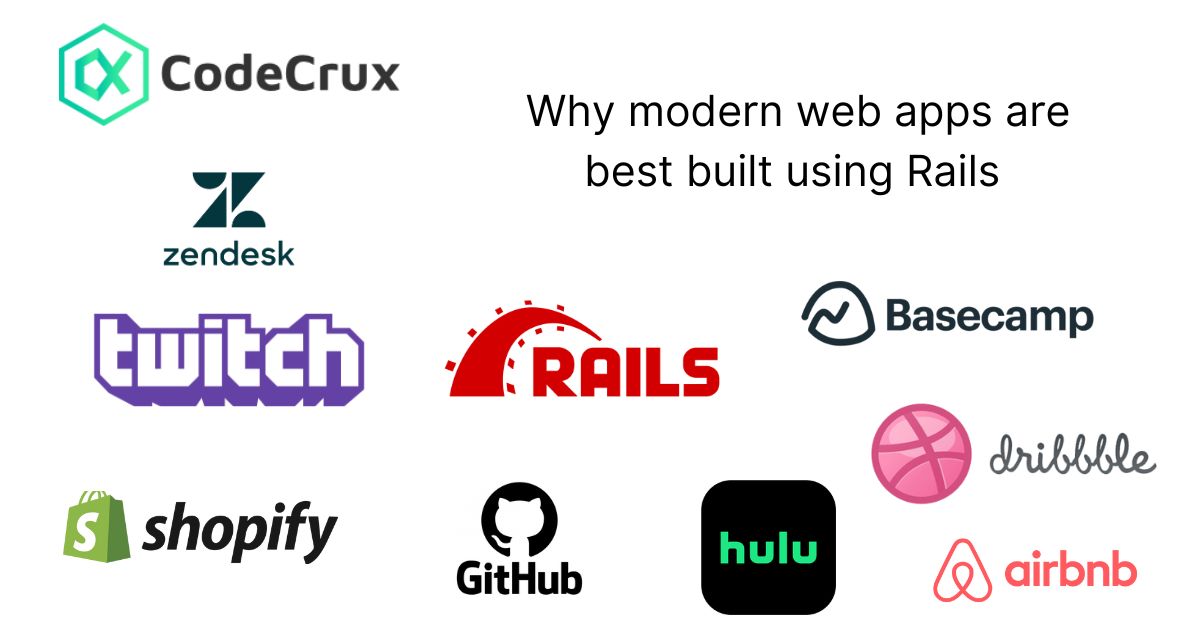 CodeCrux
Why modern web apps are
best built using Rails
zendesk
twitch
RAILS
Basecamp
dribbble
S shopify
GitHub
hulu
airbnb